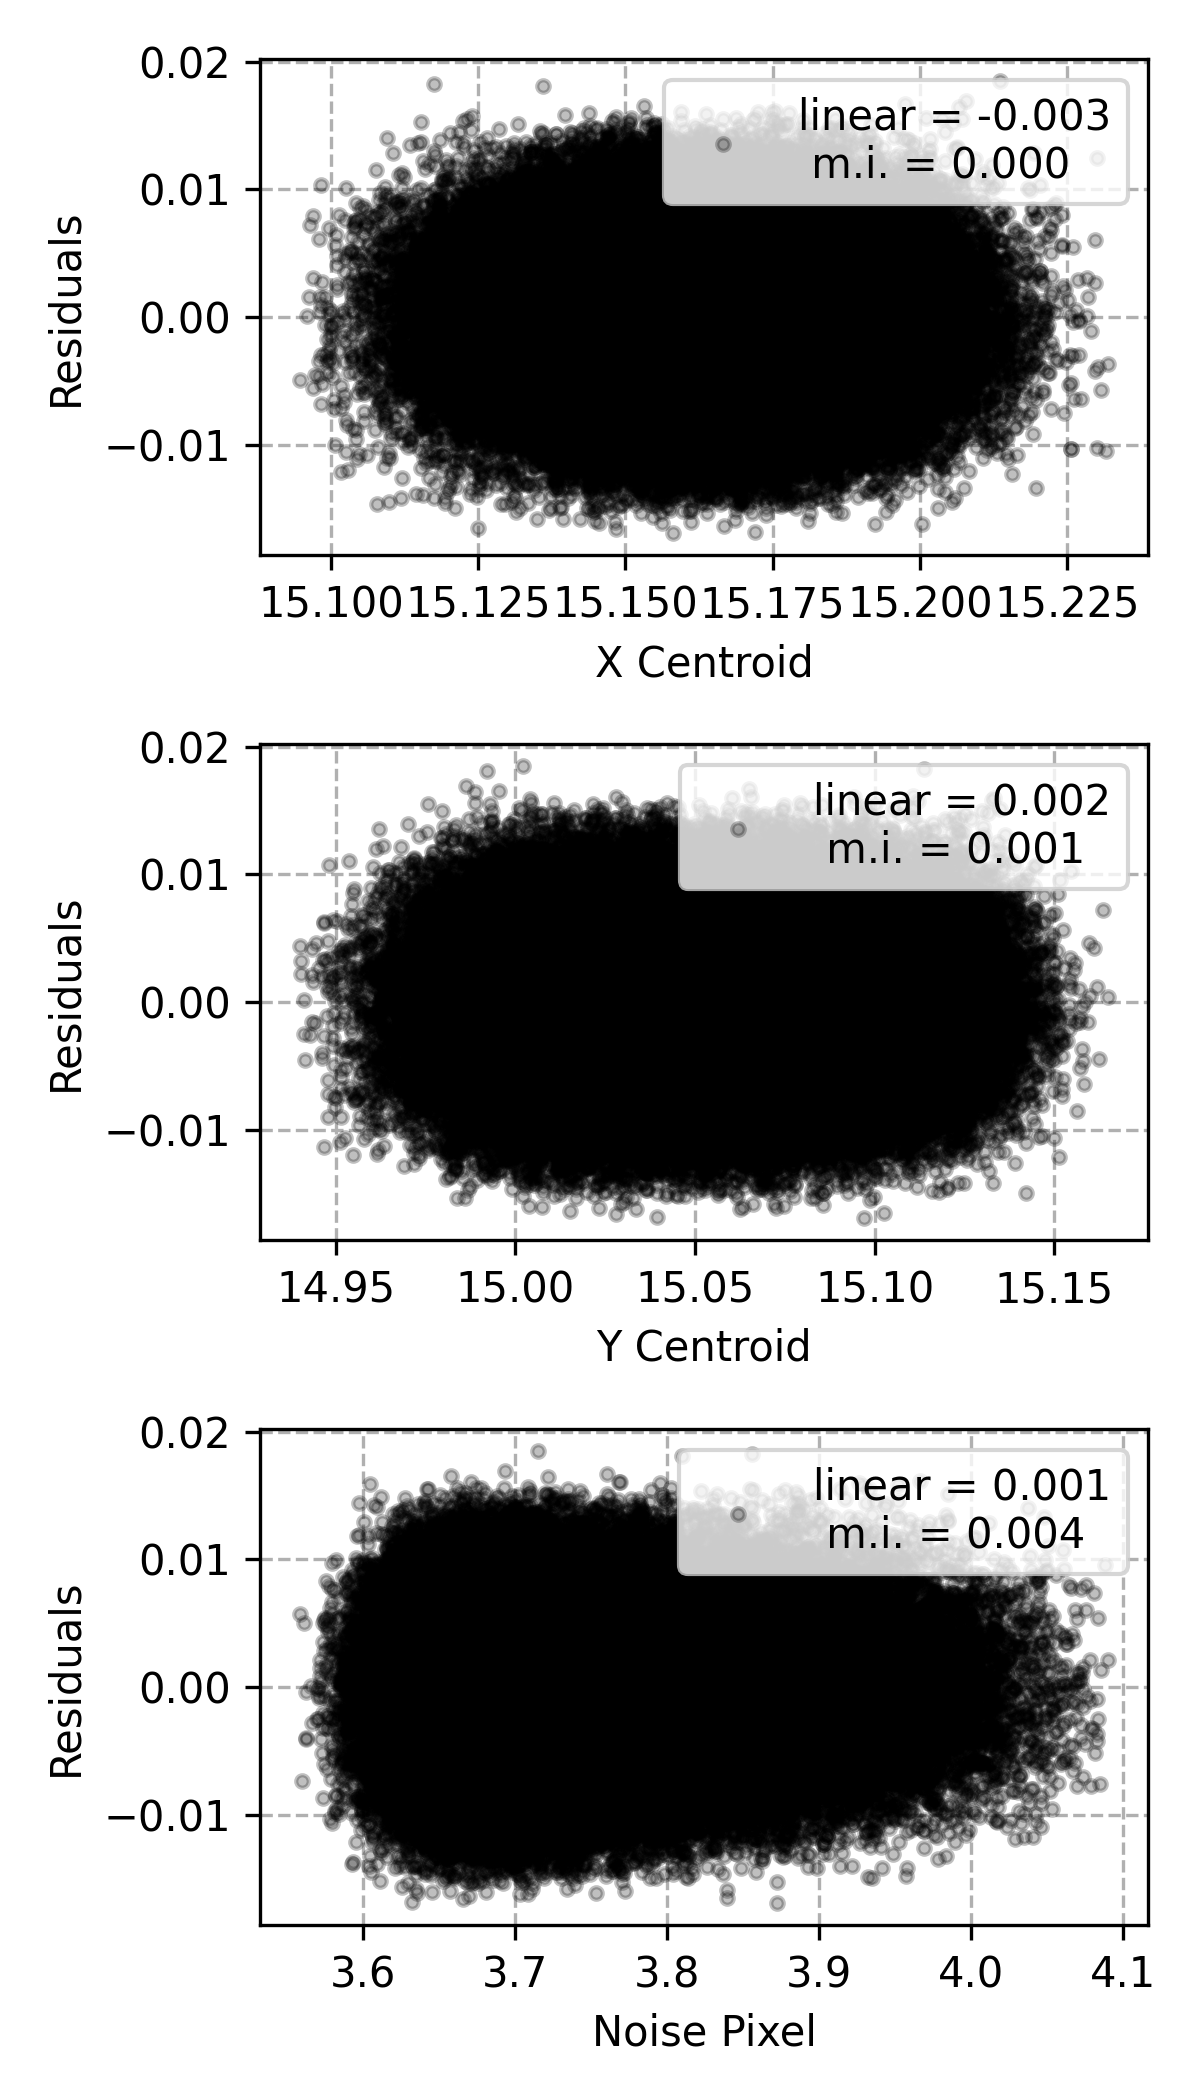 0.02
linear = -0.003
m.i. = 0.000
0.01
Residuals
0.00
−0.01
15.100 15.125 15.150 15.175 15.200 15.225
X Centroid
0.02
linear = 0.002
m.i. = 0.001
0.01
Residuals
0.00
−0.01
14.95 15.00 15.05 15.10 15.15
Y Centroid
0.02
linear = 0.001
m.i. = 0.004
0.01
Residuals
0.00
−0.01
3.6 3.7 3.8 3.9 4.0 4.1
Noise Pixel